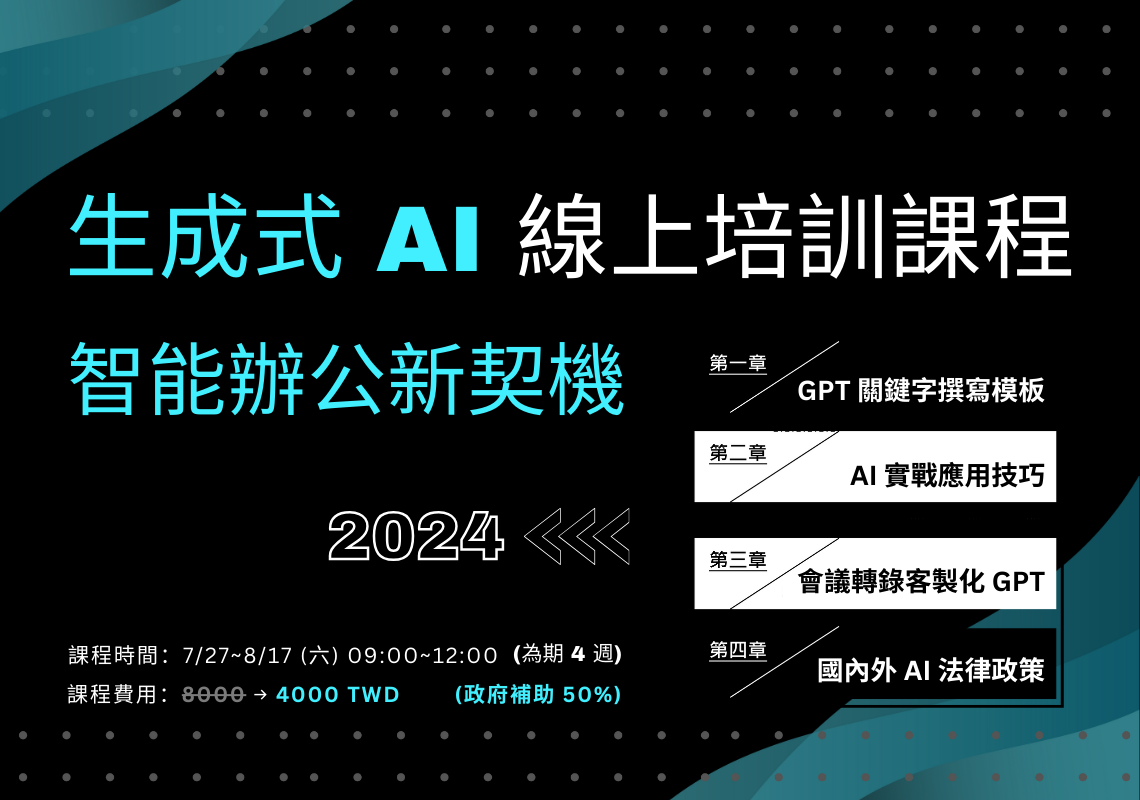 生成式 AI 線上培訓課程
智能辦公新契機
第一章
GPT 關鍵字撰寫模板
第二章
AI 實戰應用技巧
第三章
會議轉錄客製化 GPT
第四章
國內外 AI 法律政策
2024
課程時間：7/27~8/17 (六) 09:00~12:00 (為期 4 週)
課程費用：8000 → 4000 TWD (政府補助 50%)